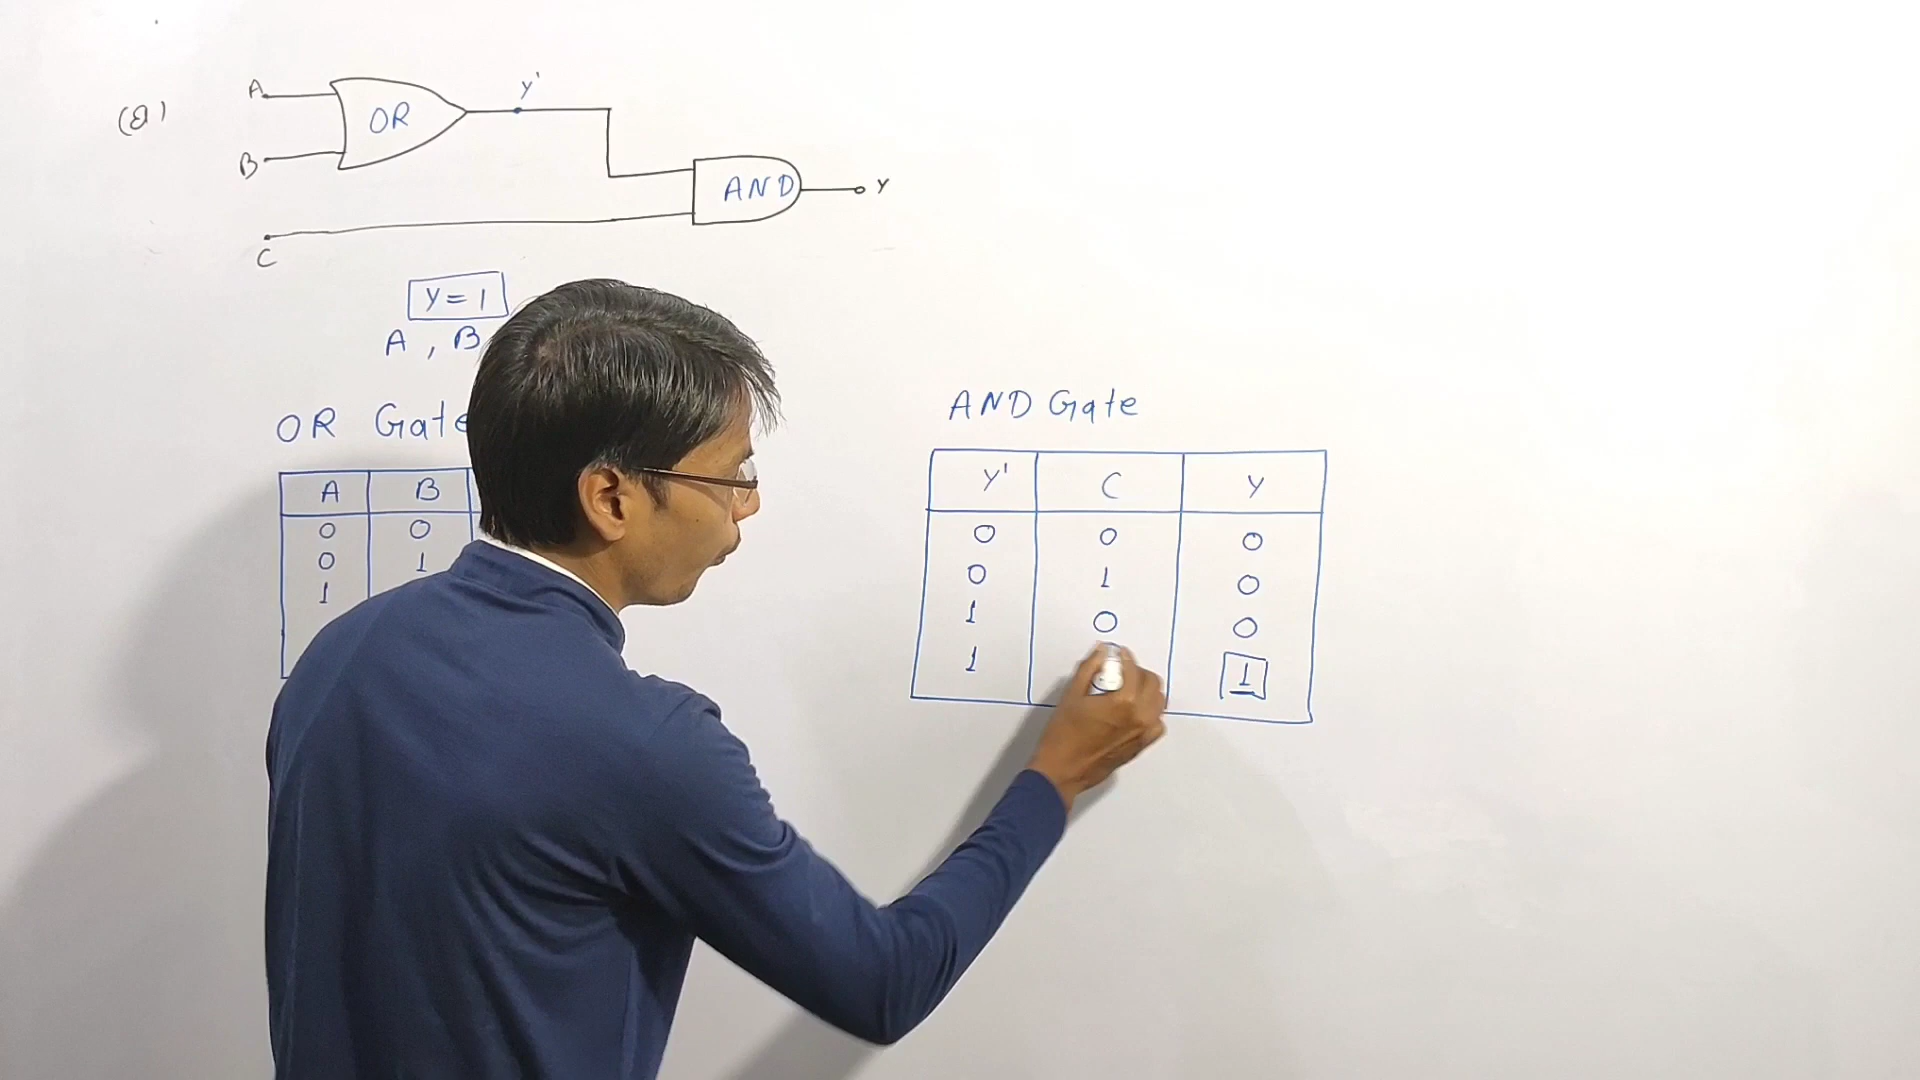 (Q)
A
B
C
OR
Y'
AND
Y
Y = 1
A , B
OR Gate
A B
0 0
0 1
1
AND Gate
Y' C Y
0 0 0
0 1 0
1 0 0
1 1